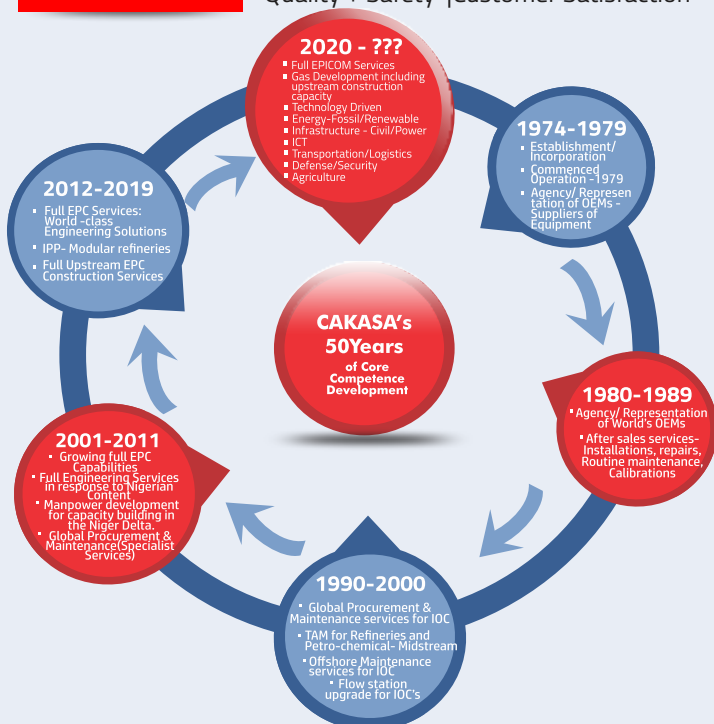 Quality + Safety =|Customer Satisfaction
2020 - ???
▪ Full EPICOM Services
▪ Gas Development including
upstream construction
capacity
▪ Technology Driven
▪ Energy-Fossil/Renewable
▪ Infrastructure - Civil/Power
▪ ICT
▪ Transportation/Logistics
▪ Defense/Security
▪ Agriculture
1974-1979
▪ Establishment/
Incorporation
▪ Commenced
Operation -1979
▪ Agency/ Represen
tation of OEMs -
Suppliers of
Equipment
1980-1989
▪ Agency/ Representation
of World's OEMs
▪ After sales services-
Installations, repairs,
Routine maintenance,
Calibrations
1990-2000
▪ Global Procurement &
Maintenance services for IOC
▪ TAM for Refineries and
Petro-chemical- Midstream
▪ Offshore Maintenance
services for IOC
▪ Flow station
upgrade for IOC's
2001-2011
▪ Growing full EPC
Capabilities
▪ Full Engineering Services
in response to Nigerian
Content
▪ Manpower development
for capacity building in
the Niger Delta.
▪ Global Procurement &
Maintenance(Specialist
Services)
2012-2019
▪ Full EPC Services:
World -class
Engineering Solutions
▪ IPP- Modular refineries
▪ Full Upstream EPC
Construction Services
CAKASA's
50Years
of Core
Competence
Development